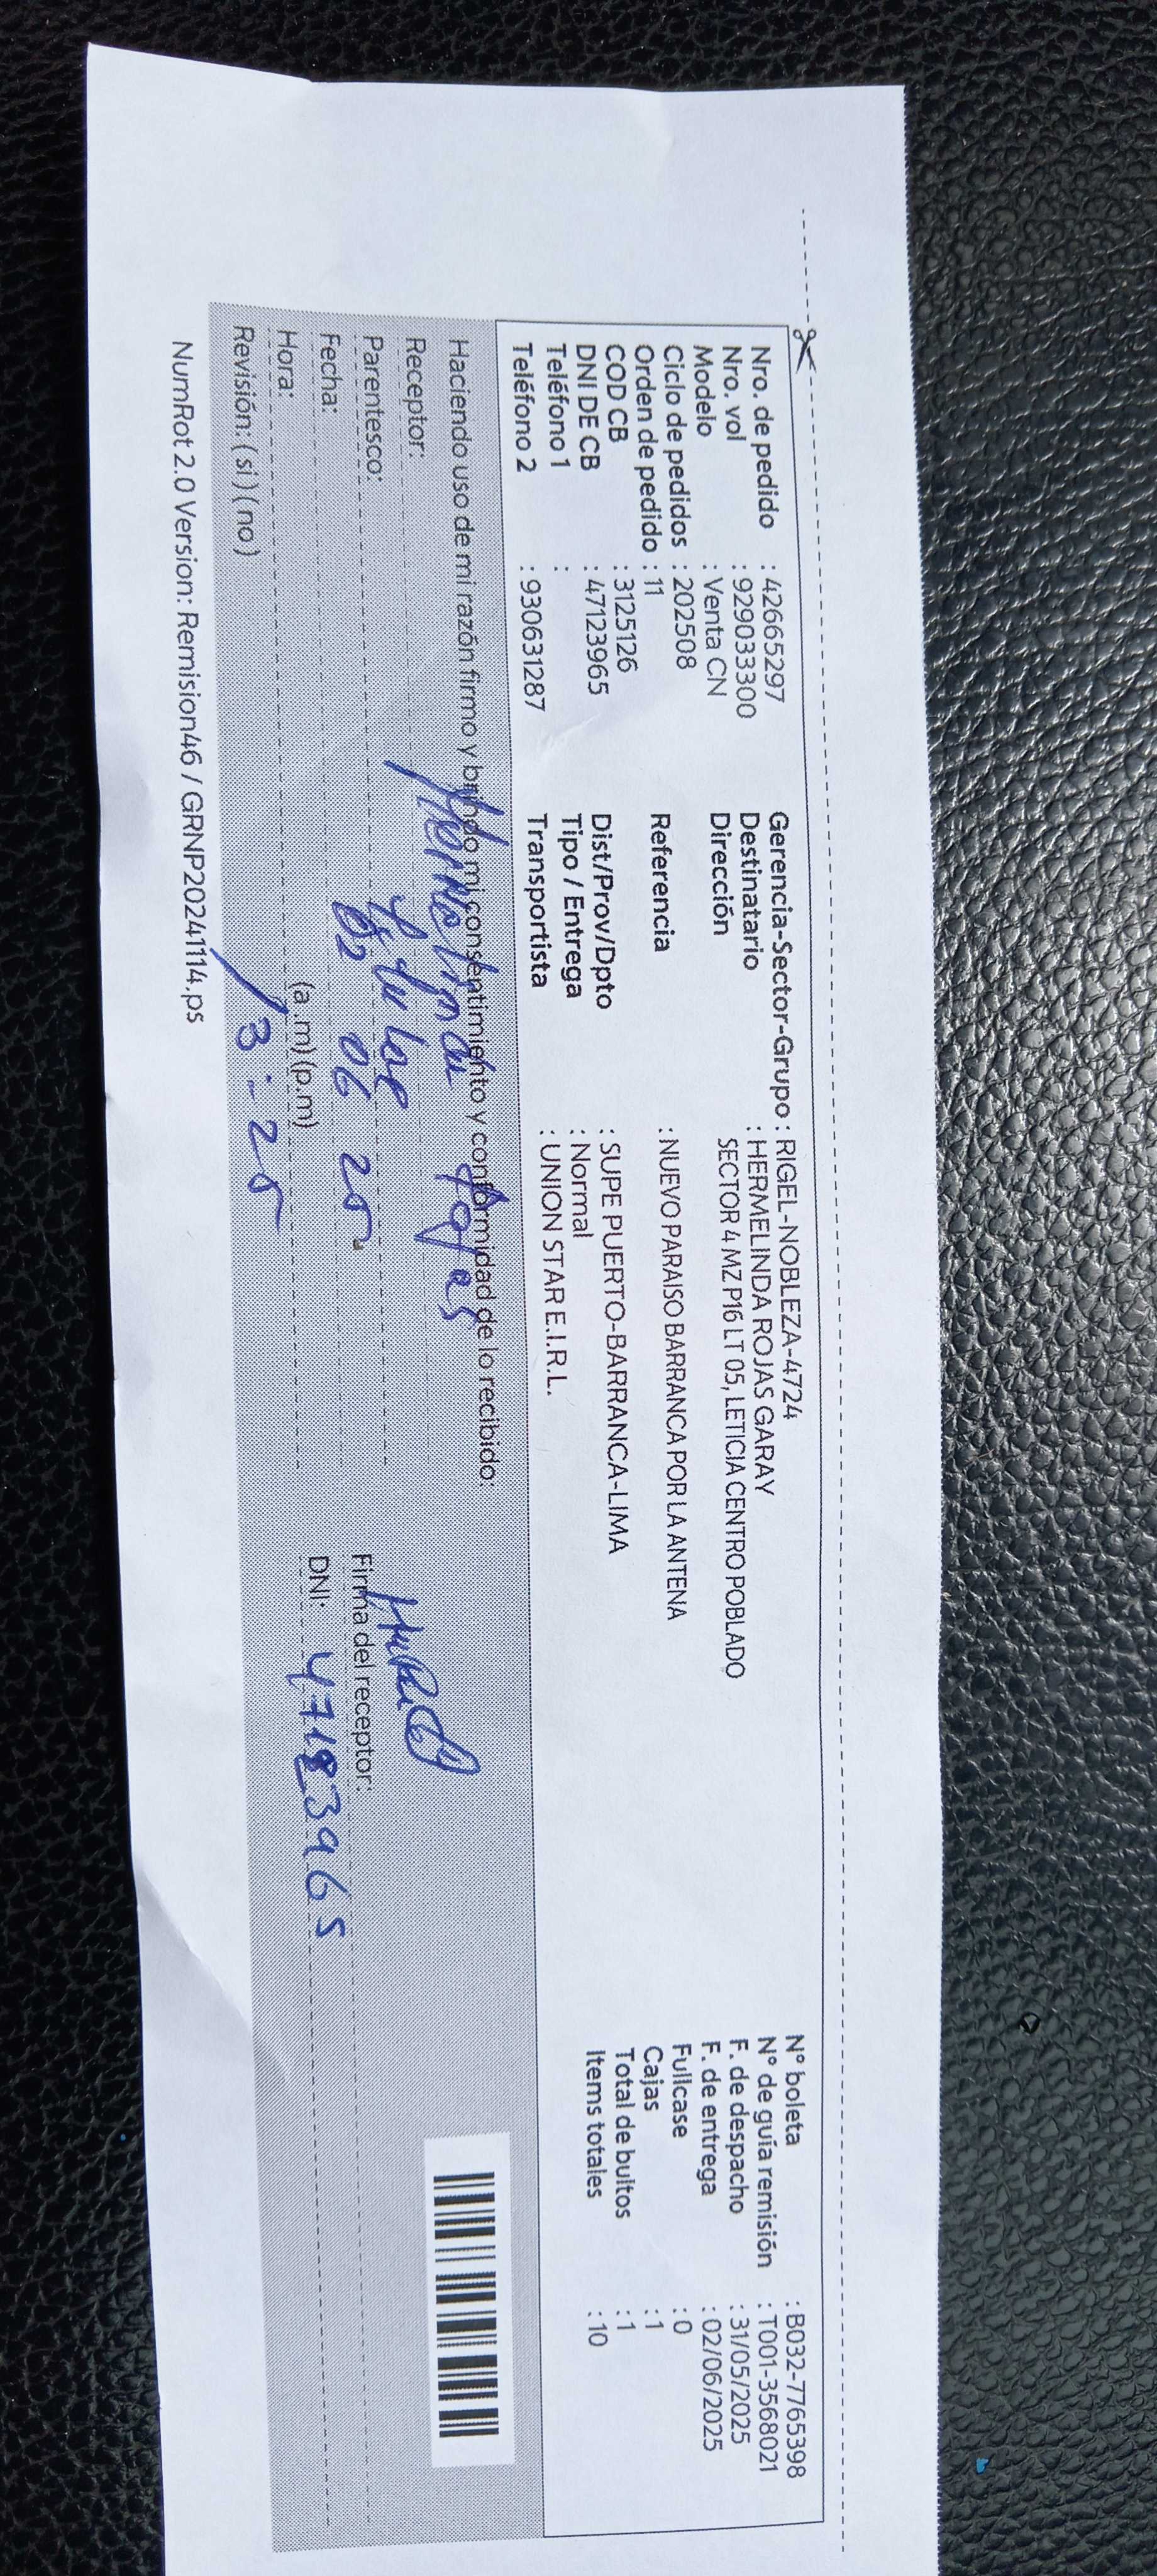 Nro. de pedido : 42665297 Gerencia-Sector-Grupo : RIGEL-NOBLEZA-4724 N° boleta : B032-7765398
Nro. vol : 929033300 Destinatario : HERMELINDA ROJAS GARAY N° de guía remisión : T001-3568021
Modelo : Venta CN Dirección SECTOR 4 MZ P16 LT 05, LETICIA CENTRO POBLADO F. de despacho : 31/05/2025
Ciclo de pedidos : 202508 F. de entrega : 02/06/2025
Orden de pedido : 11 Referencia : NUEVO PARAISO BARRANCA POR LA ANTENA Fullcase : 0
COD CB : 3125126 Cajas : 1
DNI DE CB : 47123965 Dist/Prov/Dpto : SUPE PUERTO-BARRANCA-LIMA Total de bultos : 1
Teléfono 1 : Tipo / Entrega : Normal Items totales : 10
Teléfono 2 : 930631287 Transportista : UNION STAR E.I.R.L.
Haciendo uso de mi razón firmo y brindo mi consentimiento y conformidad de lo recibido:
Receptor: Hermelinda Rojas
Parentesco: titular Firma del receptor:
Fecha: 02 06 25 DNI: 47123965
Hora: (a.m) (p.m)
Revisión: ( si ) ( no ) 13:25
NumRot 2.0 Version: Remision46 / GRNP20241114.ps